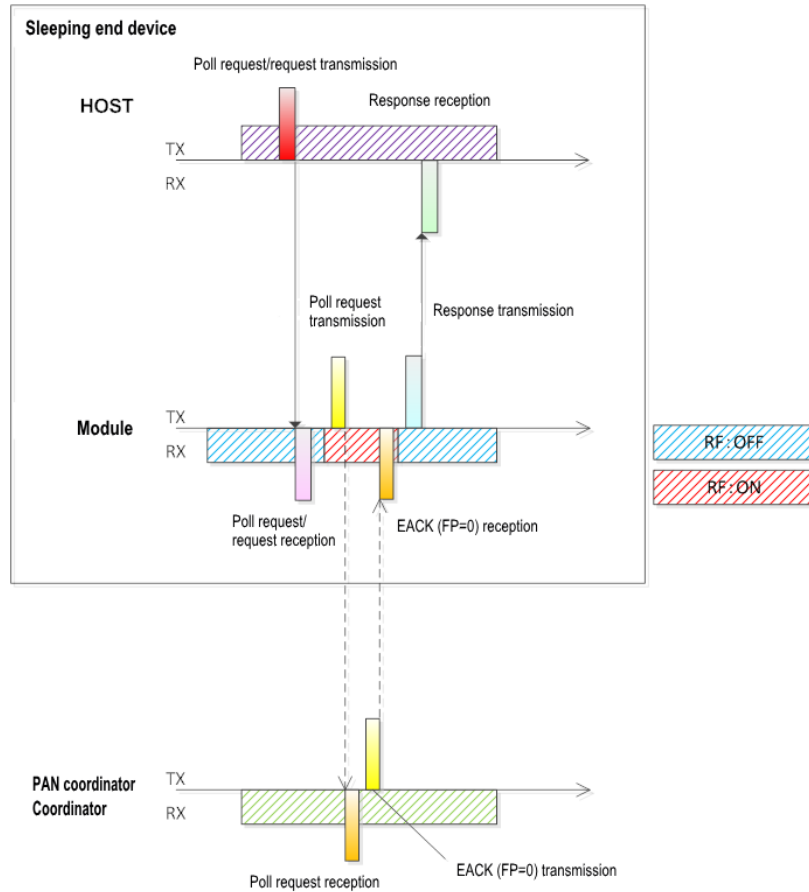 Sleeping end device
Poll request/request transmission
HOST
Response reception
TX
RX
Poll request
transmission
Response transmission
TX
Module
RX
RF：OFF
RF：ON
Poll request/
request reception
EACK (FP=0) reception
PAN coordinator
Coordinator
TX
RX
Poll request reception
EACK (FP=0) transmission